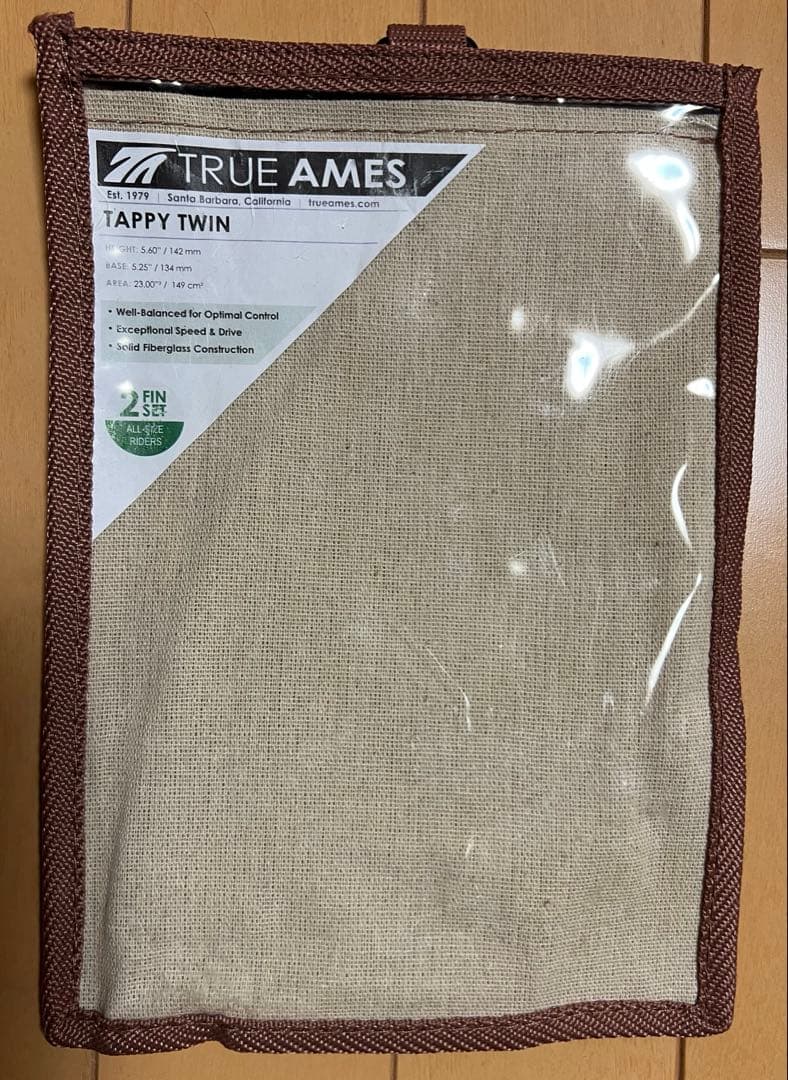 TRUE AMES
Est. 1979 | Santa Barbara, California | trueames.com
TAPPY TWIN
HEIGHT: 5.60" / 142 mm
BASE: 5.25" / 134 mm
AREA: 23.00"² / 149 cm²
• Well-Balanced for Optimal Control
• Exceptional Speed & Drive
• Solid Fiberglass Construction
2 FIN
SET
ALL-SIZE
RIDERS